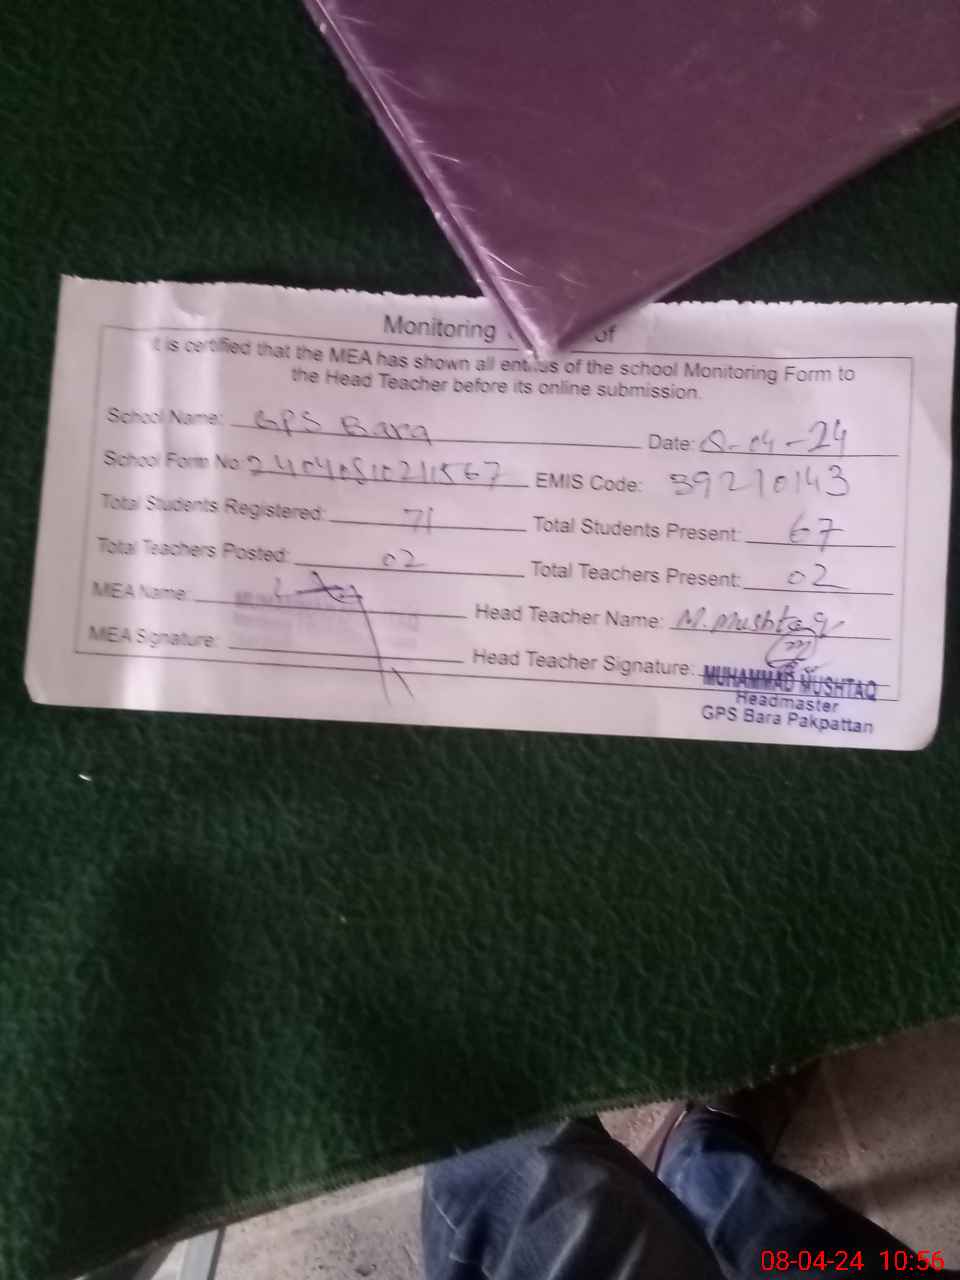 Monitoring of
It is certified that the MEA has shown all entries of the school Monitoring Form to
the Head Teacher before its online submission.
School Name: GPS Bara Date: 8-04-24
School Form No: EMIS Code: 39210143
Total Students Registered: 71 Total Students Present: 67
Total Teachers Posted: 02 Total Teachers Present: 02
MEA Name: Head Teacher Name: M. Mushtaq
MEA Signature: Head Teacher Signature:
MUHAMMAD MUSHTAQ
Headmaster
GPS Bara Pakpattan
08-04-24 10:56